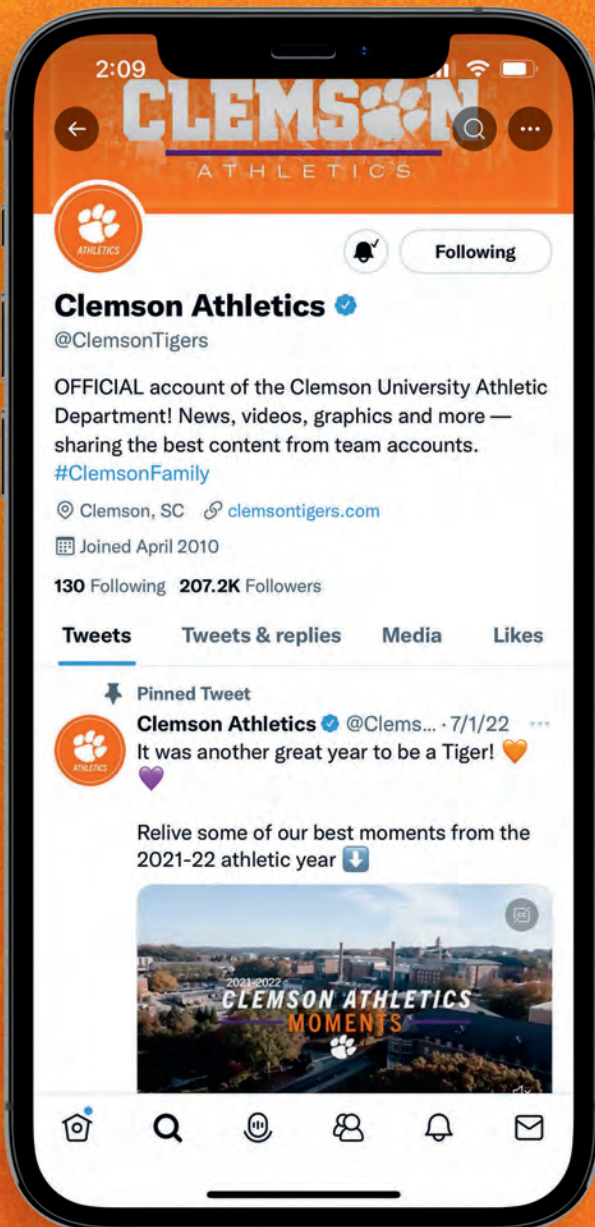 2:09
CLEMSON
ATHLETICS
ATHLETICS
Following
Clemson Athletics
@ClemsonTigers
OFFICIAL account of the Clemson University Athletic
Department! News, videos, graphics and more —
sharing the best content from team accounts.
#ClemsonFamily
Clemson, SC clemsontigers.com
Joined April 2010
130 Following 207.2K Followers
Tweets Tweets & replies Media Likes
Pinned Tweet
Clemson Athletics @Clems... · 7/1/22
It was another great year to be a Tiger! 🧡
💜
ATHLETICS
Relive some of our best moments from the
2021-22 athletic year ⬇️
CC
2021-2022
CLEMSON ATHLETICS
MOMENTS